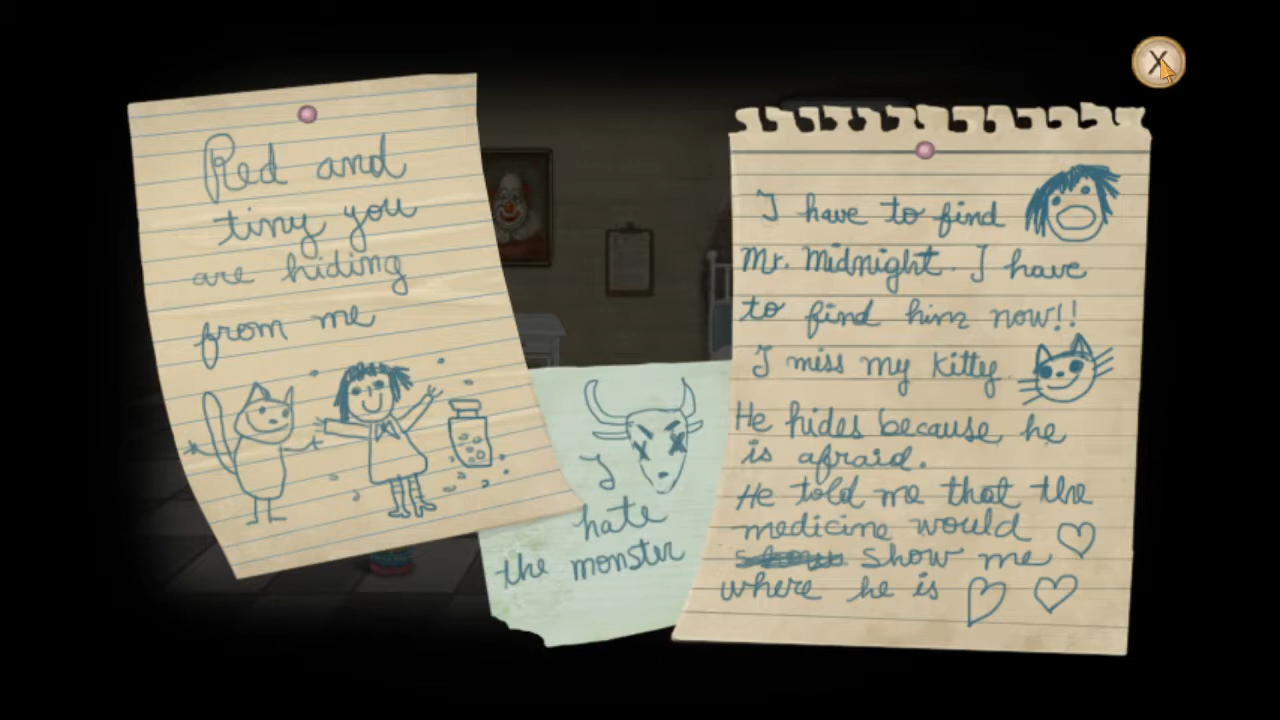 Red and
tiny you
are hiding
from me
I
hate
the monster
I have to find
Mr. Midnight. I have
to find him now!!
I miss my kitty
He hides because he
is afraid.
He told me that the
medicine would
show me
where he is
X